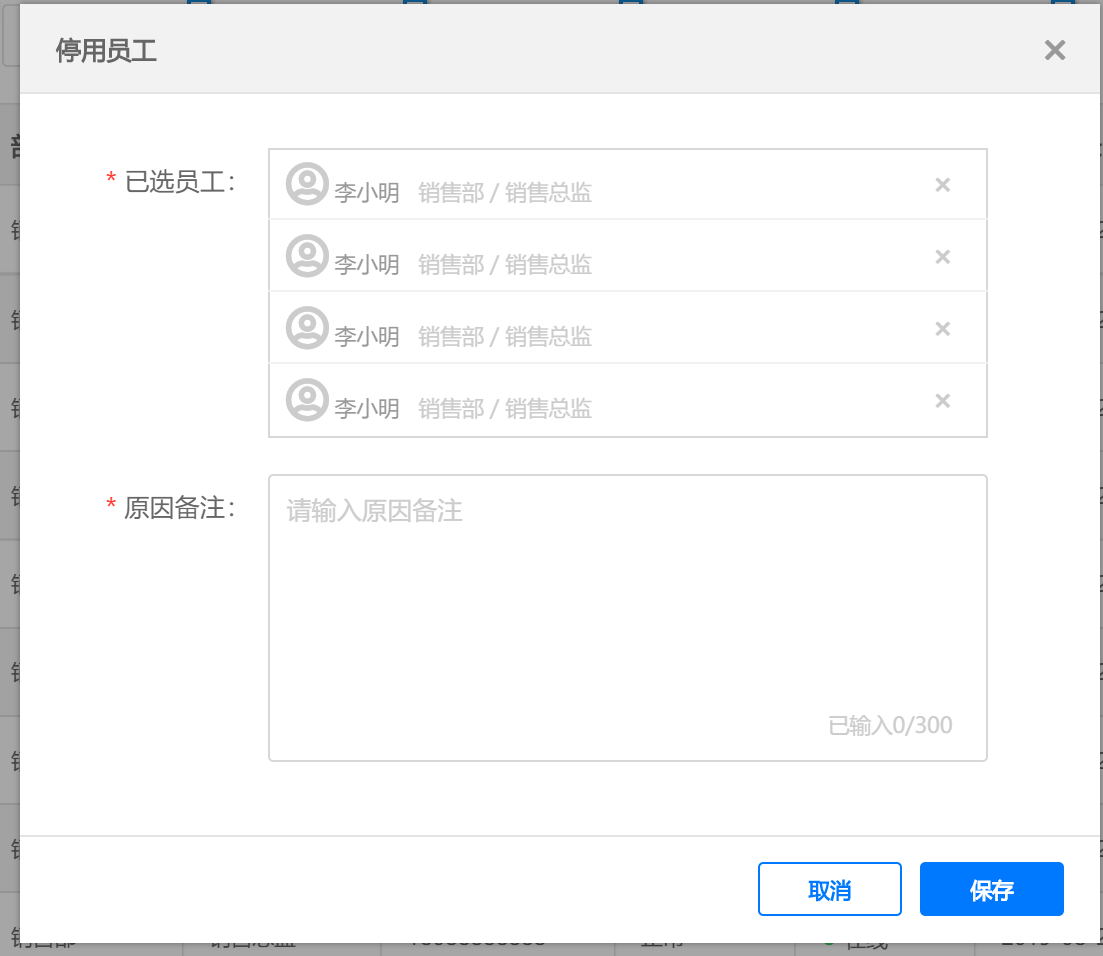 停用员工
* 已选员工：
李小明 销售部 / 销售总监
李小明 销售部 / 销售总监
李小明 销售部 / 销售总监
李小明 销售部 / 销售总监
* 原因备注：
请输入原因备注
已输入0/300
取消 保存